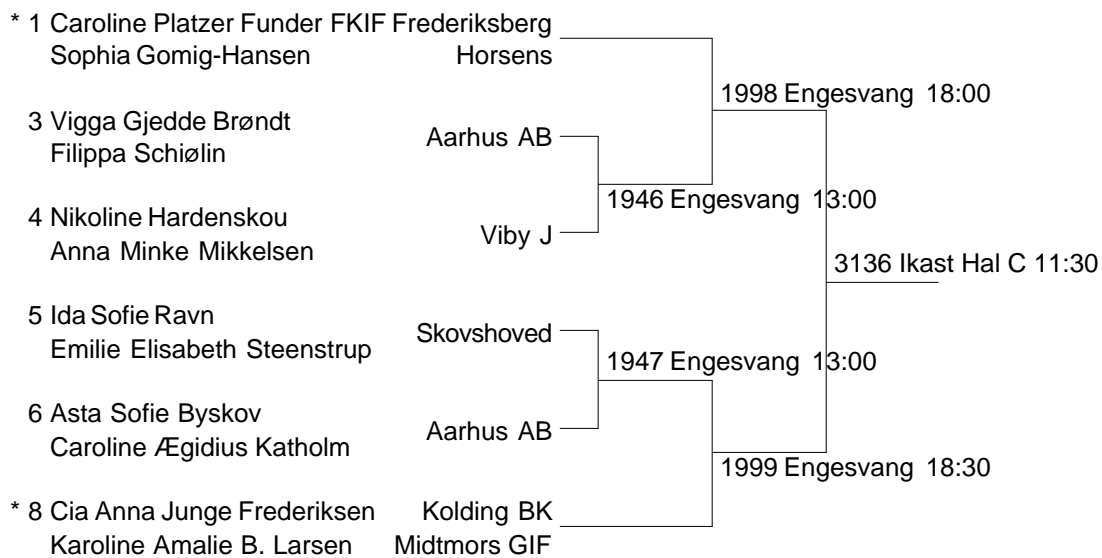 * 1 Caroline Platzer Funder FKIF Frederiksberg
Sophia Gomig-Hansen Horsens
1998 Engesvang 18:00
3 Vigga Gjedde Brøndt
Aarhus AB
Filippa Schiølin
1946 Engesvang 13:00
4 Nikoline Hardenskou
Viby J
Anna Minke Mikkelsen
3136 Ikast Hal C 11:30
5 Ida Sofie Ravn
Skovshoved
Emilie Elisabeth Steenstrup
1947 Engesvang 13:00
6 Asta Sofie Byskov
Aarhus AB
Caroline Ægidius Katholm
1999 Engesvang 18:30
* 8 Cia Anna Junge Frederiksen Kolding BK
Karoline Amalie B. Larsen Midtmors GIF